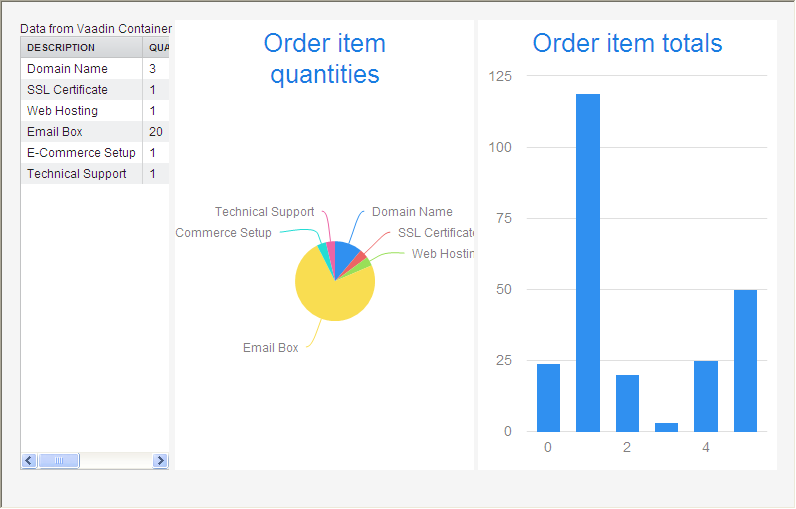 Data from Vaadin Container
DESCRIPTION QUA
Domain Name 3
SSL Certificate 1
Web Hosting 1
Email Box 20
E-Commerce Setup 1
Technical Support 1
Order item
quantities
Technical Support
Domain Name
Commerce Setup
SSL Certificate
Web Hostin
Email Box
Order item totals
125
100
75
50
25
0
0 2 4